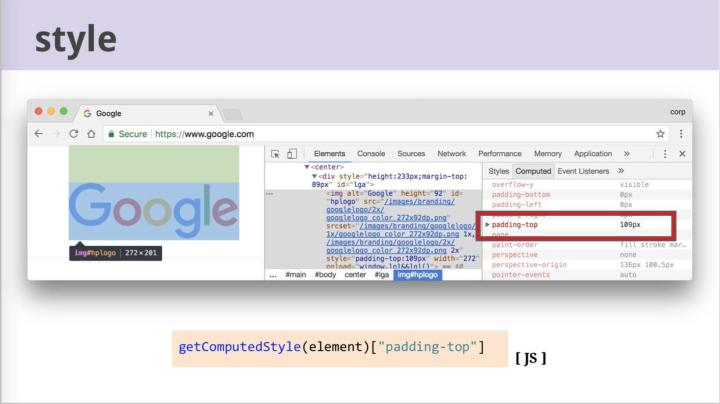 style
Google
corp
Secure
https://www.google.com
Elements Console Sources Network Performance Memory Application
Styles Computed Event Listeners
<center>
<div style="height:233px;margin-top:
89px" id="lga">
<img alt="Google" height="92" id=
"hplogo" src="/images/branding/
googlelogo/2x/
googlelogo_color_272x92dp.png"
srcset="/images/branding/googlelogo/
1x/googlelogo_color_272x92dp.png 1x,
/images/branding/googlelogo/2x/
googlelogo_color_272x92dp.png 2x"
style="padding-top:109px" width="272"
onload="window.lol&&lol()"> == $0
... #main #body center #lga img#hplogo
overflow-y visible
padding-bottom 0px
padding-left 0px
padding-top 109px
page
paint-order fill stroke mar…
perspective none
perspective-origin 136px 100.5px
pointer-events auto
Google
img#hplogo 272×201
getComputedStyle(element)["padding-top"]
[ JS ]